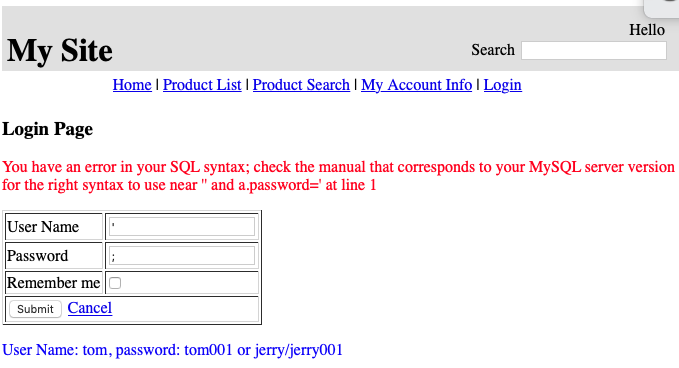 Hello
My Site
Search
Home | Product List | Product Search | My Account Info | Login
Login Page
You have an error in your SQL syntax; check the manual that corresponds to your MySQL server version
for the right syntax to use near '' and a.password=' at line 1
User Name '
Password ;
Remember me
Submit Cancel
User Name: tom, password: tom001 or jerry/jerry001